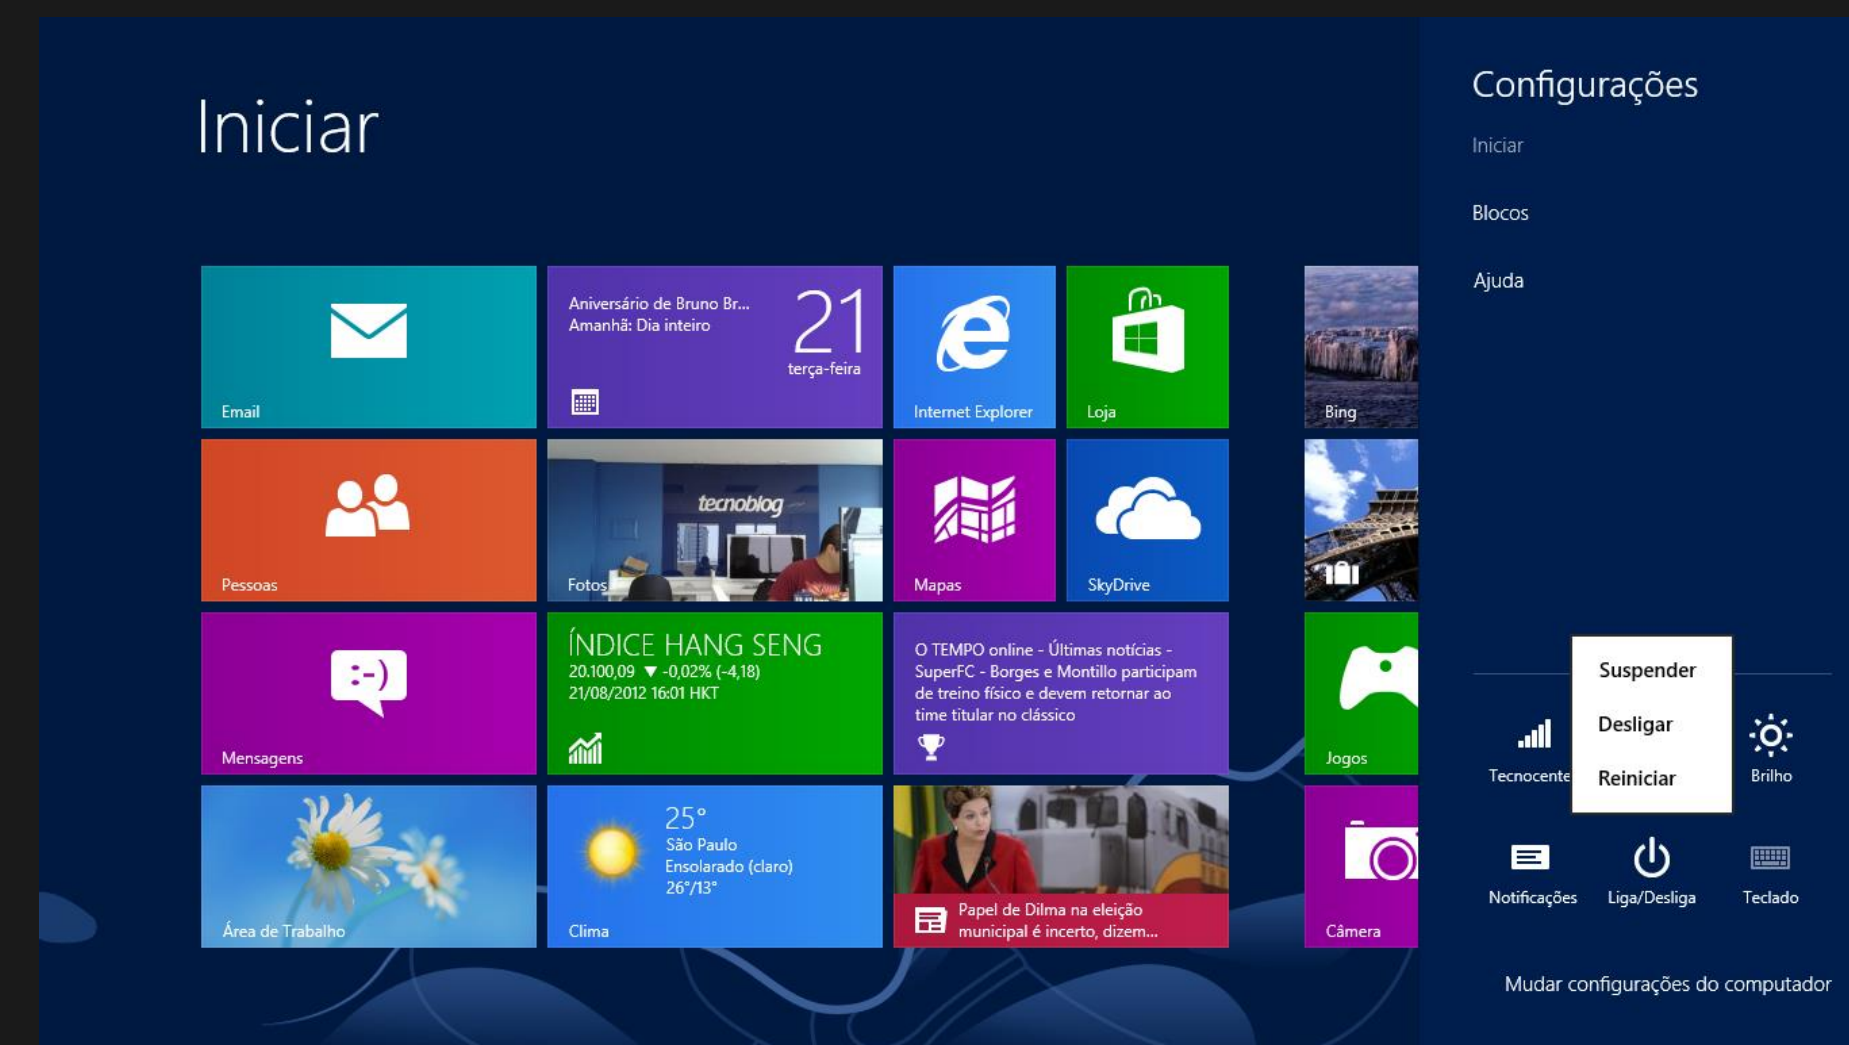 Iniciar
Email
Aniversário de Bruno Br...
Amanhã: Dia inteiro
21
terça-feira
Internet Explorer
Loja
Bing
Pessoas
tecnoblog
Fotos
Mapas
SkyDrive
Mensagens
ÍNDICE HANG SENG
20.100,09 ▼ -0,02% (-4,18)
21/08/2012 16:01 HKT
O TEMPO online - Últimas notícias -
SuperFC - Borges e Montillo participam
de treino físico e devem retornar ao
time titular no clássico
Jogos
Área de Trabalho
25°
São Paulo
Ensolarado (claro)
26°/13°
Clima
Papel de Dilma na eleição
municipal é incerto, dizem...
Câmera
Configurações
Iniciar
Blocos
Ajuda
Suspender
Desligar
Reiniciar
Tecnocente
Brilho
Notificações
Liga/Desliga
Teclado
Mudar configurações do computador